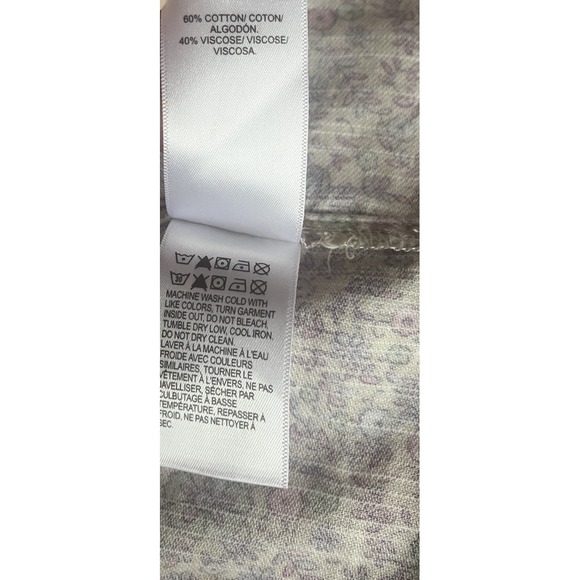 60% COTTON/ COTON/
ALGODÓN.
40% VISCOSE/ VISCOSE/
VISCOSA.
30
MACHINE WASH COLD WITH
LIKE COLORS, TURN GARMENT
INSIDE OUT, DO NOT BLEACH,
TUMBLE DRY LOW, COOL IRON,
DO NOT DRY CLEAN.
LAVER À LA MACHINE À L'EAU
FROIDE AVEC COULEURS
SIMILAIRES, TOURNER LE
VÊTEMENT À L'ENVERS, NE PAS
JAVELLISER, SÉCHER PAR
CULBUTAGE À BASSE
TEMPÉRATURE, REPASSER À
FROID, NE PAS NETTOYER À
SEC.